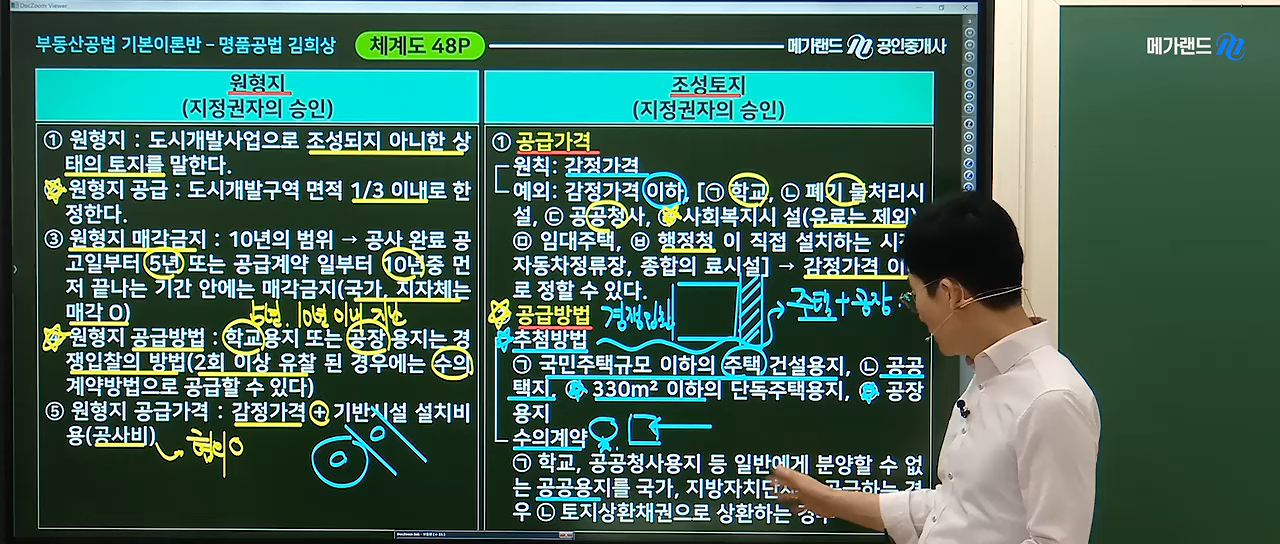 DocZoom Viewer
부동산공법 기본이론반 - 명품공법 김희상
체계도 48P
메가랜드 공인중개사
메가랜드
원형지
(지정권자의 승인)
① 원형지 : 도시개발사업으로 조성되지 아니한 상
태의 토지를 말한다.
원형지 공급 : 도시개발구역 면적 1/3 이내로 한
정한다.
③ 원형지 매각금지 : 10년의 범위 → 공사 완료 공
고일부터 5년 또는 공급계약 일부터 10년중 먼
저 끝나는 기간 안에는 매각금지(국가, 지자체는
매각 O)
5년 10년 이내
원형지 공급방법 : 학교용지 또는 공장 용지는 경
쟁입찰의 방법(2회 이상 유찰 된 경우에는 수의
계약방법으로 공급할 수 있다)
⑤ 원형지 공급가격 : 감정가격 + 기반시설 설치비
용(공사비)
조성토지
(지정권자의 승인)
① 공급가격
원칙: 감정가격
예외: 감정가격 이하, [㉠ 학교, ㉡ 폐기 물처리시
설, ㉢ 공공청사, 사회복지시 설(유료는 제외)
㉤ 임대주택, ㉥ 행정청 이 직접 설치하는 시
자동차정류장, 종합의 료시설] → 감정가격 이
로 정할 수 있다.
공급방법 경쟁입찰
주택+공장
추첨방법
㉠ 국민주택규모 이하의 주택 건설용지, ㉡ 공공
택지, 330m² 이하의 단독주택용지, 공장
용지
수의계약
㉠ 학교, 공공청사용지 등 일반에게 분양할 수 없
는 공공용지를 국가, 지방자치단 공급하는 경
우 ㉡ 토지상환채권으로 상환하는 경우